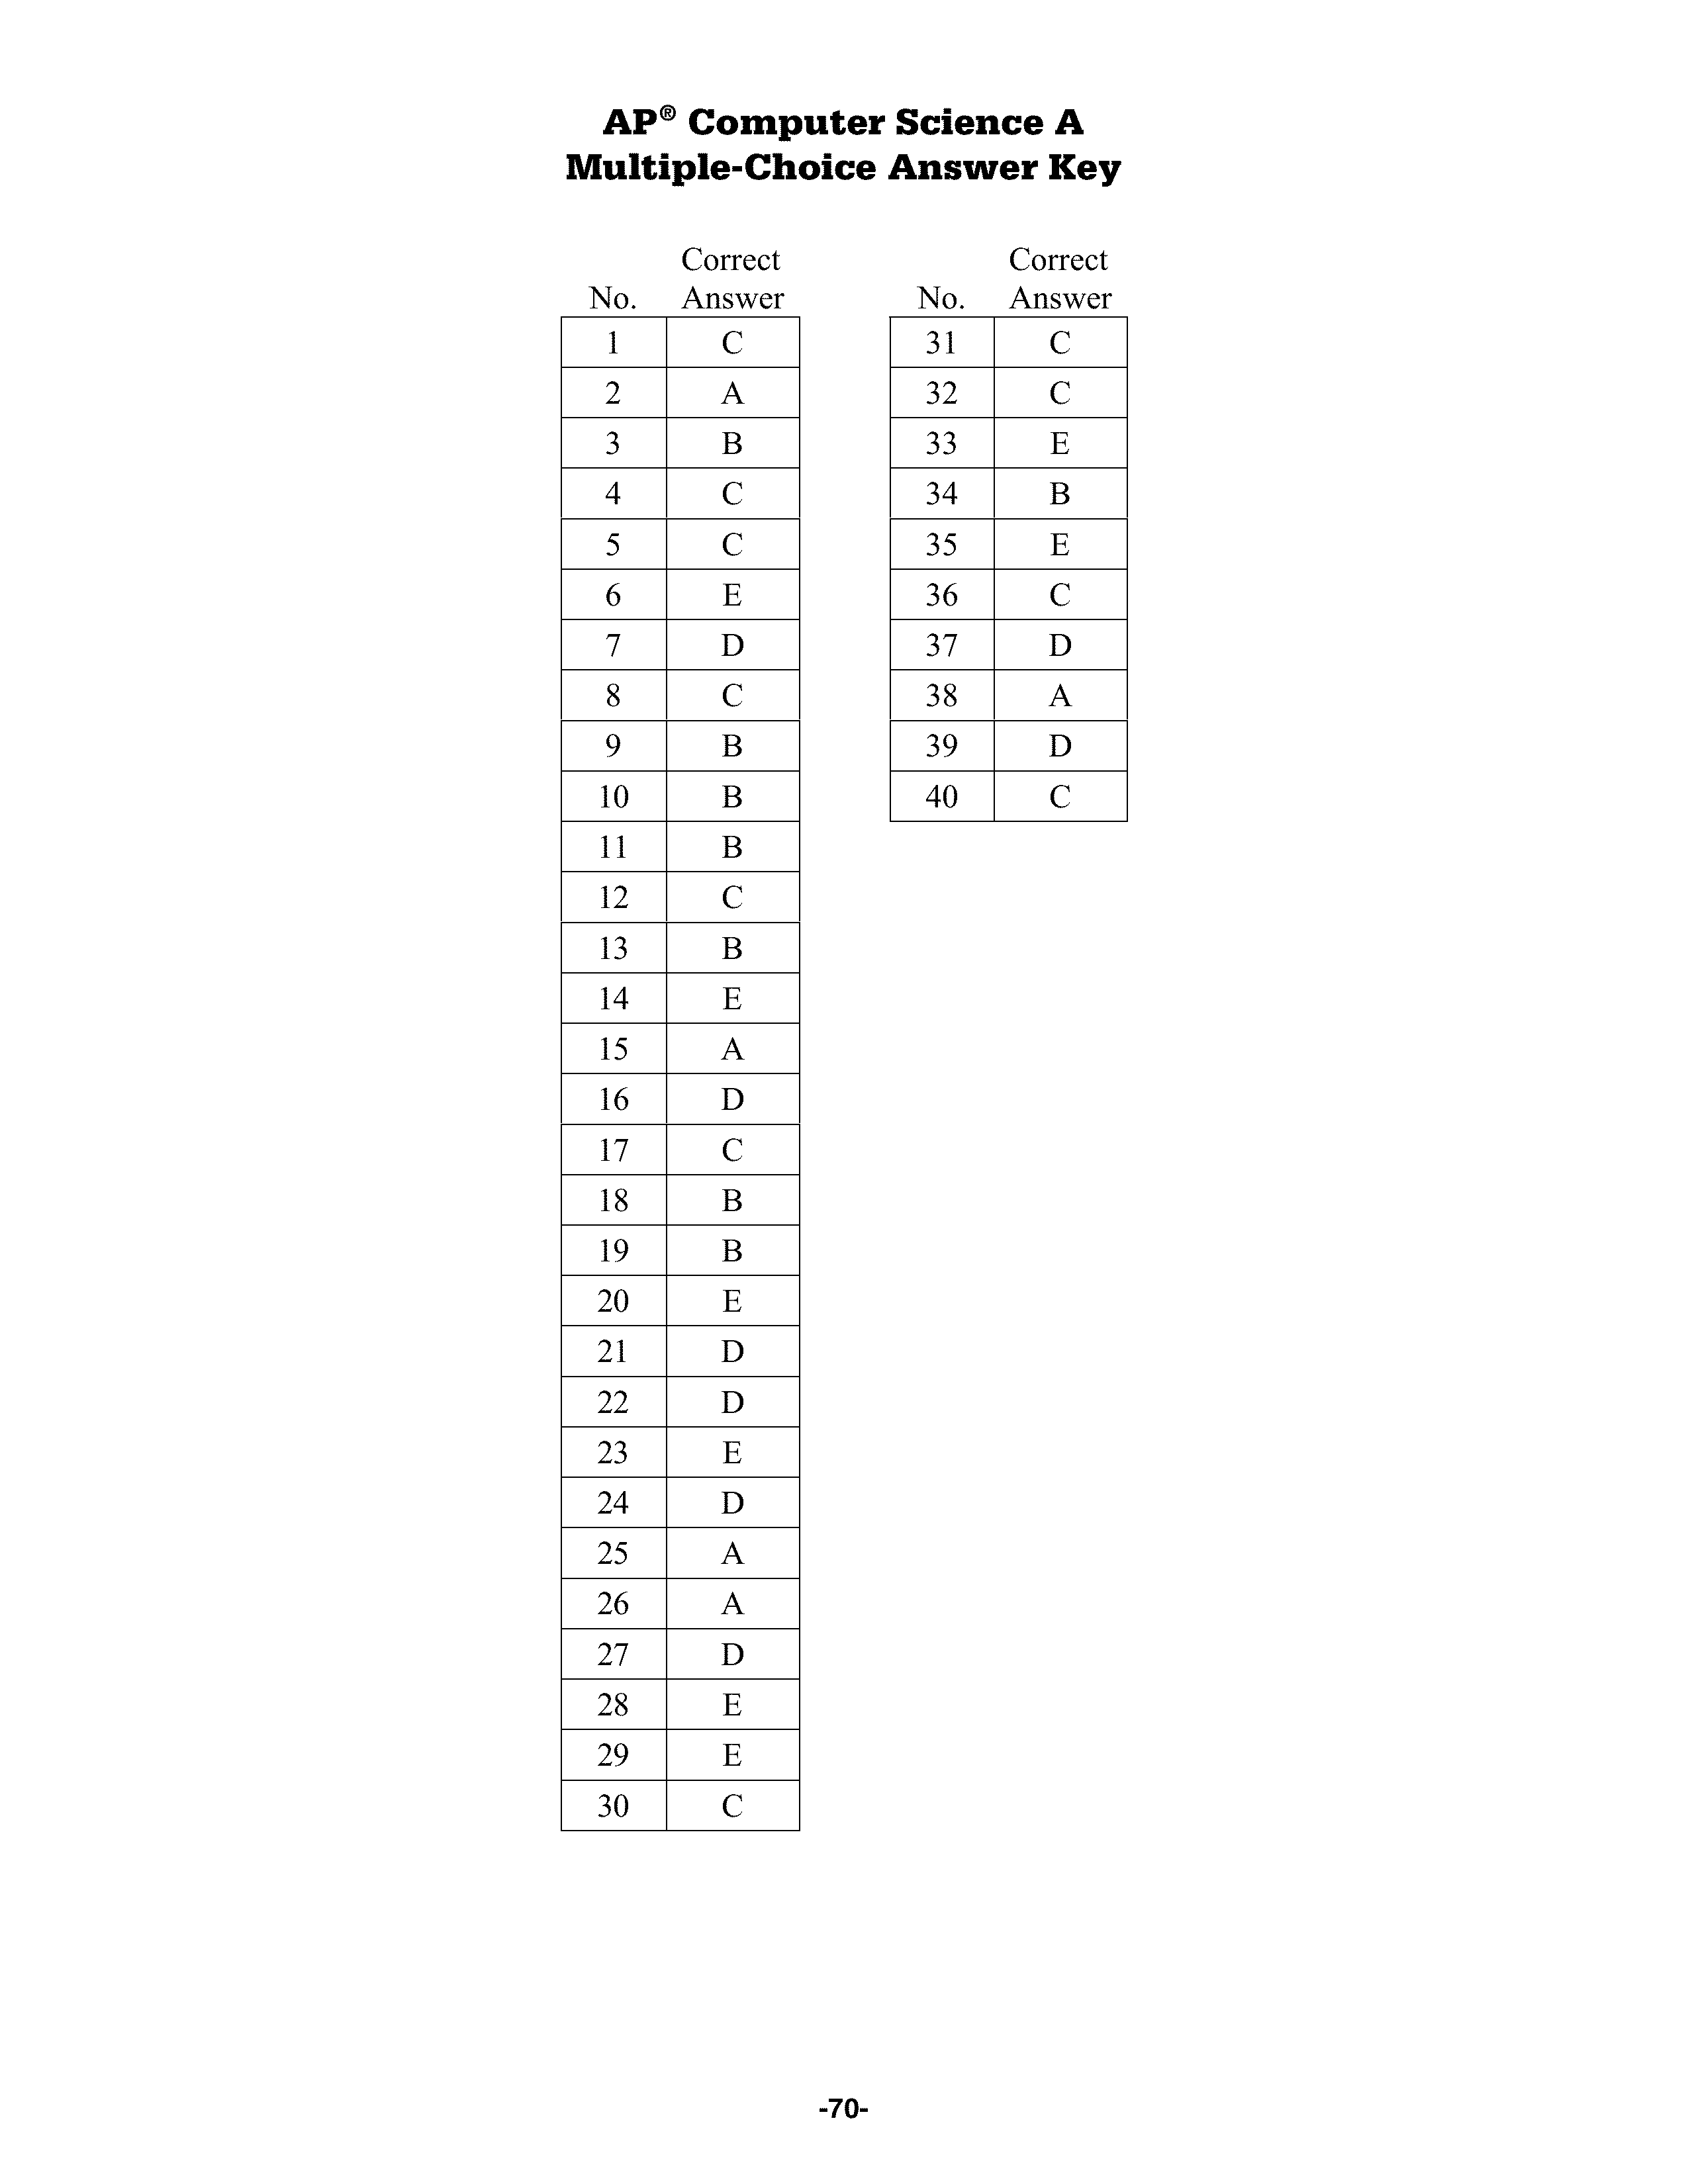 AP® Computer Science A
Multiple-Choice Answer Key
Correct
No. Answer
1 C
2 A
3 B
4 C
5 C
6 E
7 D
8 C
9 B
10 B
11 B
12 C
13 B
14 E
15 A
16 D
17 C
18 B
19 B
20 E
21 D
22 D
23 E
24 D
25 A
26 A
27 D
28 E
29 E
30 C
Correct
No. Answer
31 C
32 C
33 E
34 B
35 E
36 C
37 D
38 A
39 D
40 C
-70-